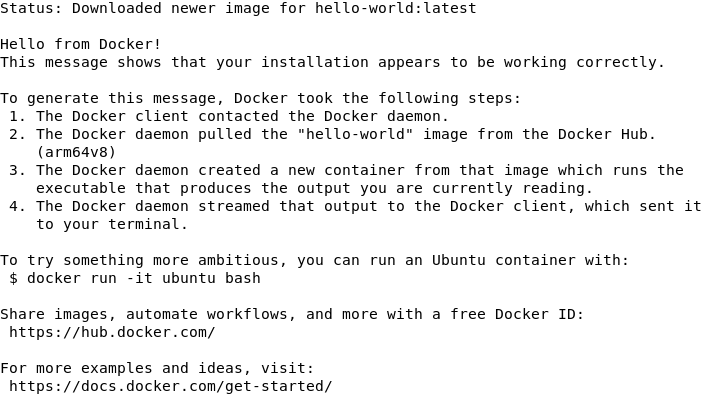 Status: Downloaded newer image for hello-world:latest

Hello from Docker!
This message shows that your installation appears to be working correctly.

To generate this message, Docker took the following steps:
 1. The Docker client contacted the Docker daemon.
 2. The Docker daemon pulled the "hello-world" image from the Docker Hub.
    (arm64v8)
 3. The Docker daemon created a new container from that image which runs the
    executable that produces the output you are currently reading.
 4. The Docker daemon streamed that output to the Docker client, which sent it
    to your terminal.

To try something more ambitious, you can run an Ubuntu container with:
 $ docker run -it ubuntu bash

Share images, automate workflows, and more with a free Docker ID:
 https://hub.docker.com/

For more examples and ideas, visit:
 https://docs.docker.com/get-started/